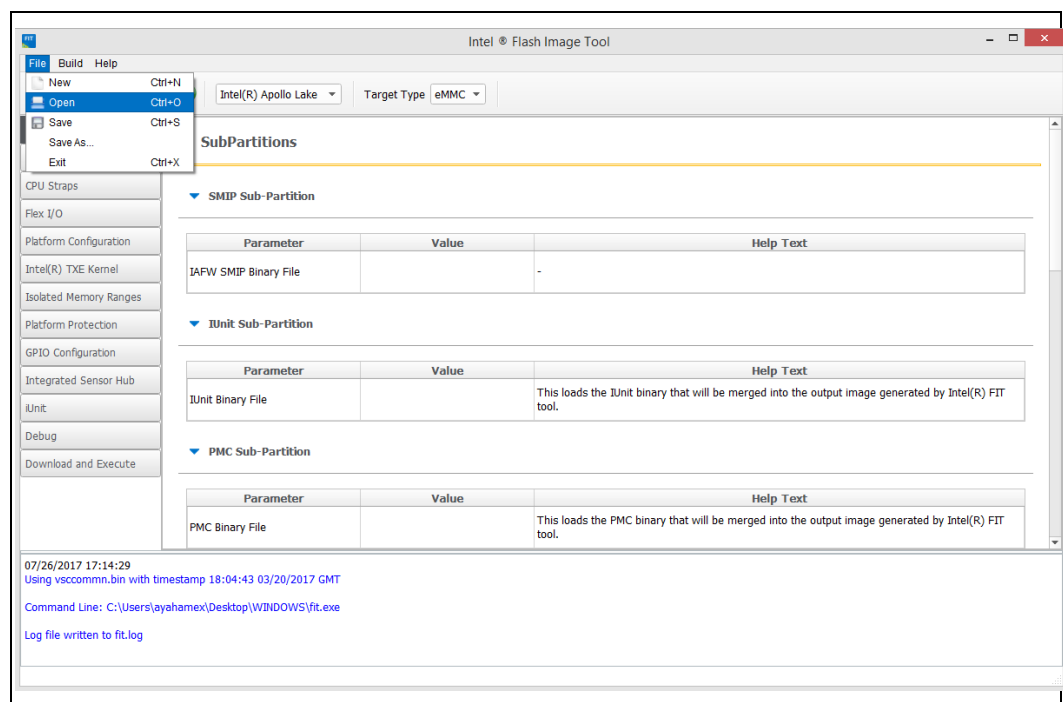 FIT
Intel ® Flash Image Tool
File Build Help
New Ctrl+N
Open Ctrl+O
Save Ctrl+S
Save As...
Exit Ctrl+X
Intel(R) Apollo Lake Target Type eMMC
SubPartitions
CPU Straps
Flex I/O
Platform Configuration
Intel(R) TXE Kernel
Isolated Memory Ranges
Platform Protection
GPIO Configuration
Integrated Sensor Hub
iUnit
Debug
Download and Execute
SMIP Sub-Partition
Parameter Value Help Text
IAFW SMIP Binary File -
IUnit Sub-Partition
Parameter Value Help Text
IUnit Binary File This loads the IUnit binary that will be merged into the output image generated by Intel(R) FIT
tool.
PMC Sub-Partition
Parameter Value Help Text
PMC Binary File This loads the PMC binary that will be merged into the output image generated by Intel(R) FIT
tool.
07/26/2017 17:14:29
Using vsccommn.bin with timestamp 18:04:43 03/20/2017 GMT
Command Line: C:\Users\ayahamex\Desktop\WINDOWS\fit.exe
Log file written to fit.log